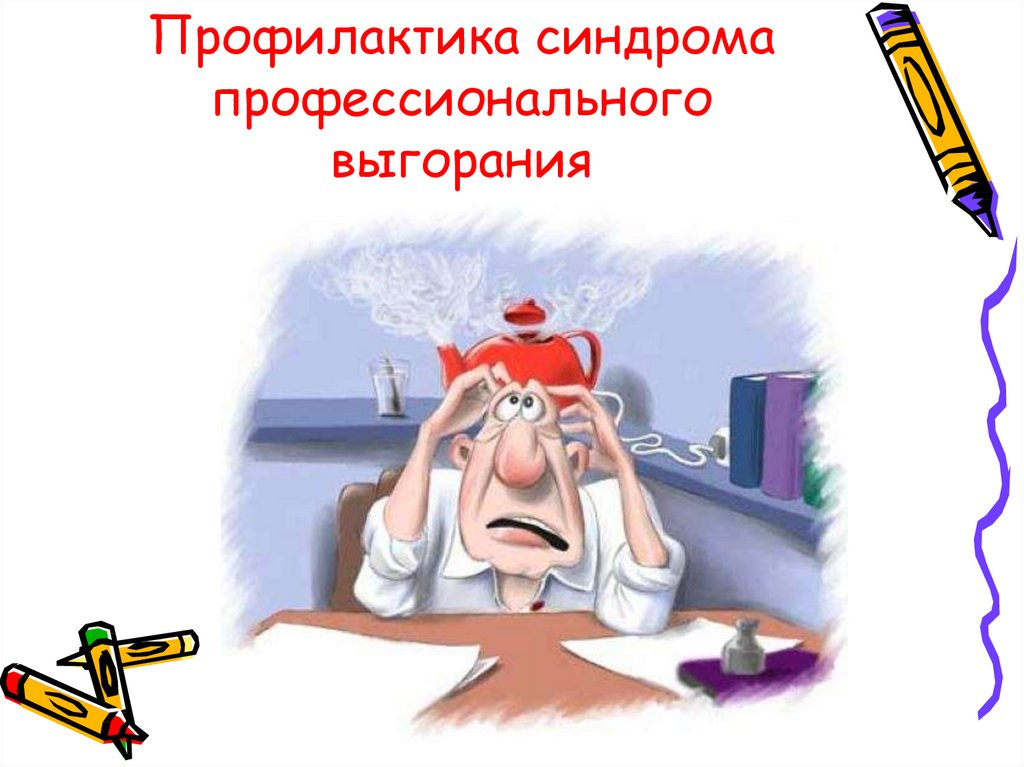 Профилактика синдрома
профессионального
выгорания